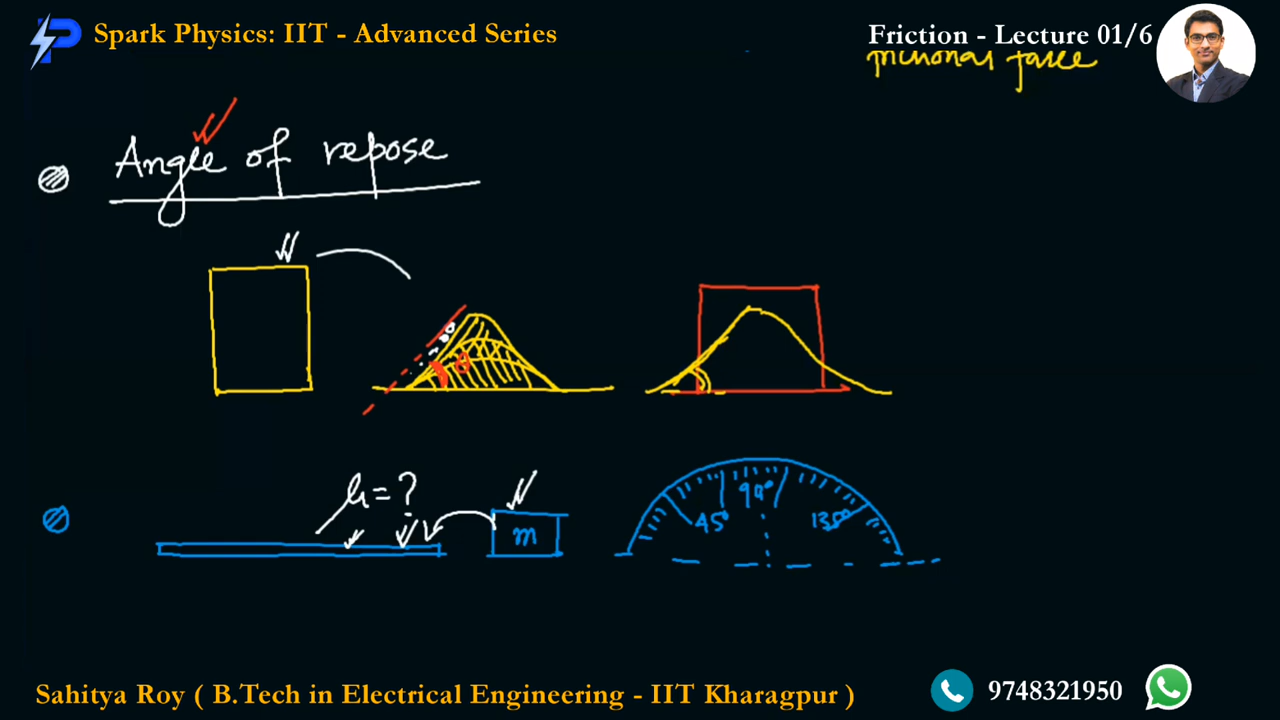 Spark Physics: IIT - Advanced Series
Friction - Lecture 01/6
force
Angle of repose
θ
μ = ?
m
45° 90° 135°
Sahitya Roy ( B.Tech in Electrical Engineering - IIT Kharagpur )
9748321950